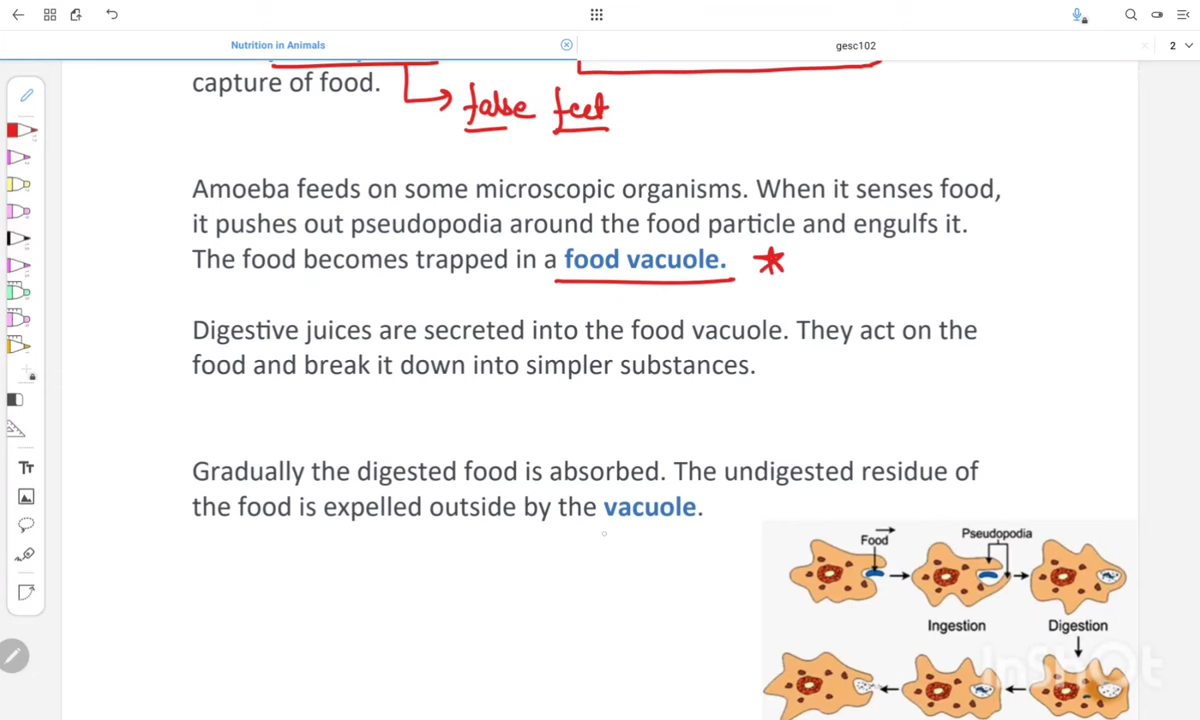 Nutrition in Animals
gesc102
2
capture of food.
false feet
Amoeba feeds on some microscopic organisms. When it senses food,
it pushes out pseudopodia around the food particle and engulfs it.
The food becomes trapped in a food vacuole.
Digestive juices are secreted into the food vacuole. They act on the
food and break it down into simpler substances.
Gradually the digested food is absorbed. The undigested residue of
the food is expelled outside by the vacuole.
Food
Pseudopodia
Ingestion
Digestion
InShOt
Tт